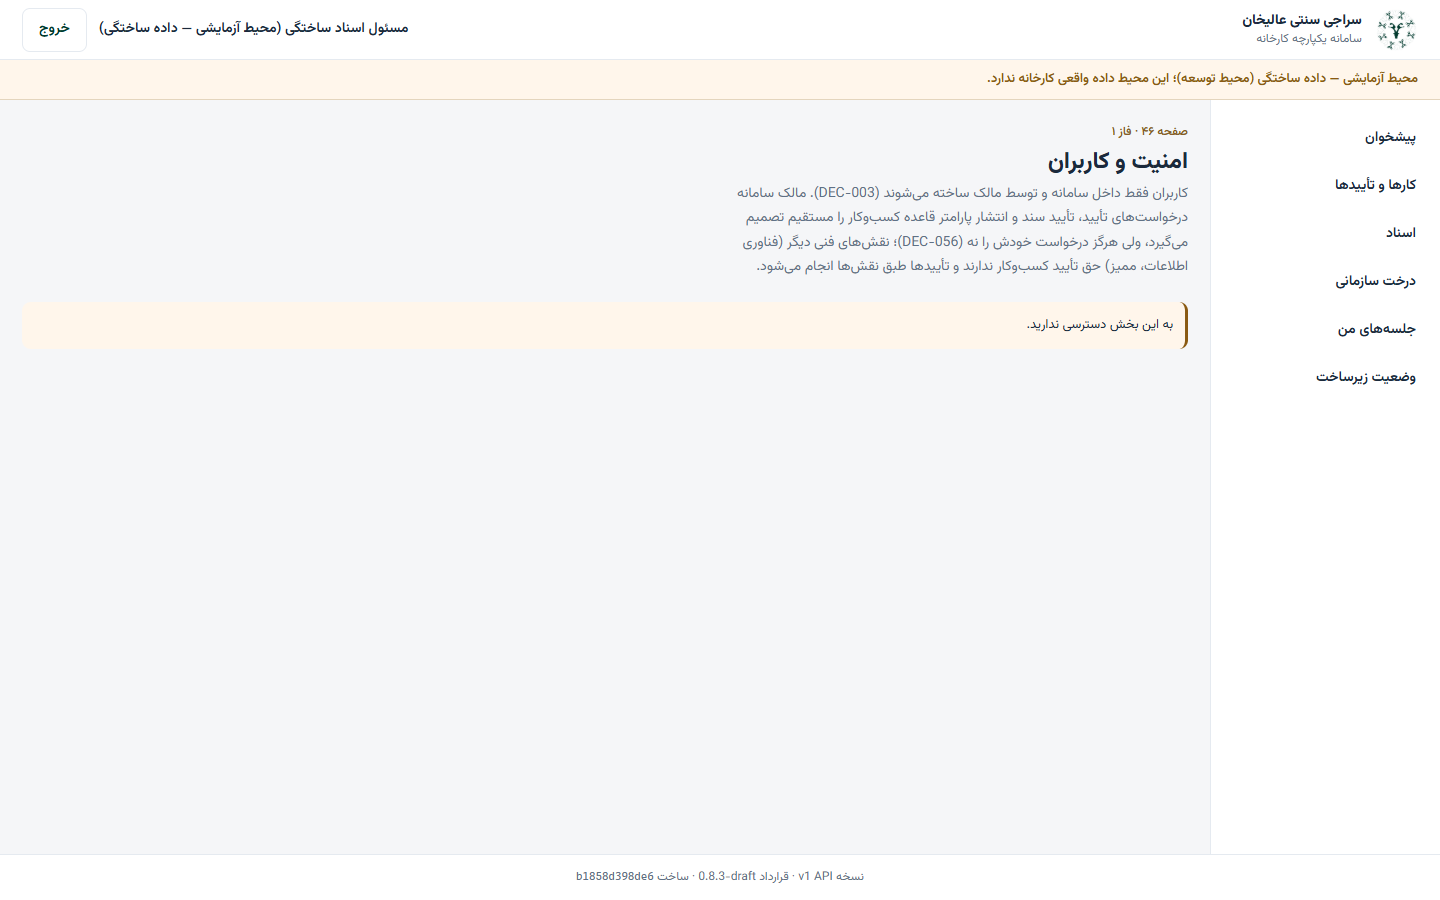 سراجی سنتی عالیخان
سامانه یکپارچه کارخانه
مسئول اسناد ساختگی (محیط آزمایشی — داده ساختگی)
خروج
محیط آزمایشی — داده ساختگی (محیط توسعه)؛ این محیط داده واقعی کارخانه ندارد.
پیشخوان
کارها و تأییدها
اسناد
درخت سازمانی
جلسه‌های من
وضعیت زیرساخت
صفحه ۴۶ · فاز ۱
امنیت و کاربران
کاربران فقط داخل سامانه و توسط مالک ساخته می‌شوند (DEC-003). مالک سامانه
درخواست‌های تأیید، تأیید سند و انتشار پارامتر قاعده کسب‌وکار را مستقیم تصمیم
می‌گیرد، ولی هرگز درخواست خودش را نه (DEC-056)؛ نقش‌های فنی دیگر (فناوری
اطلاعات، ممیز) حق تأیید کسب‌وکار ندارند و تأییدها طبق نقش‌ها انجام می‌شود.
به این بخش دسترسی ندارید.
نسخه v1 API · قرارداد 0.8.3-draft · ساخت b1858d398de6